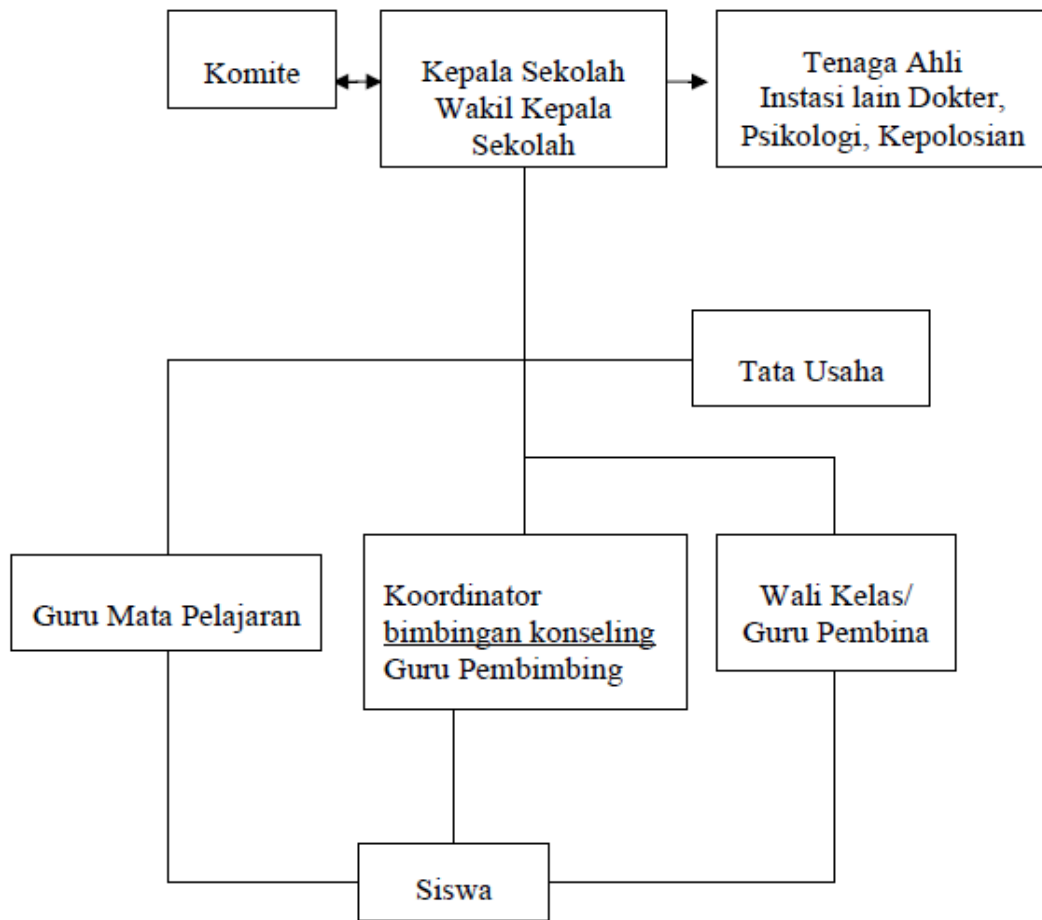 Komite
Kepala Sekolah
Wakil Kepala
Sekolah
Tenaga Ahli
Instasi lain Dokter,
Psikologi, Kepolosian
Tata Usaha
Guru Mata Pelajaran
Koordinator
bimbingan konseling
Guru Pembimbing
Wali Kelas/
Guru Pembina
Siswa